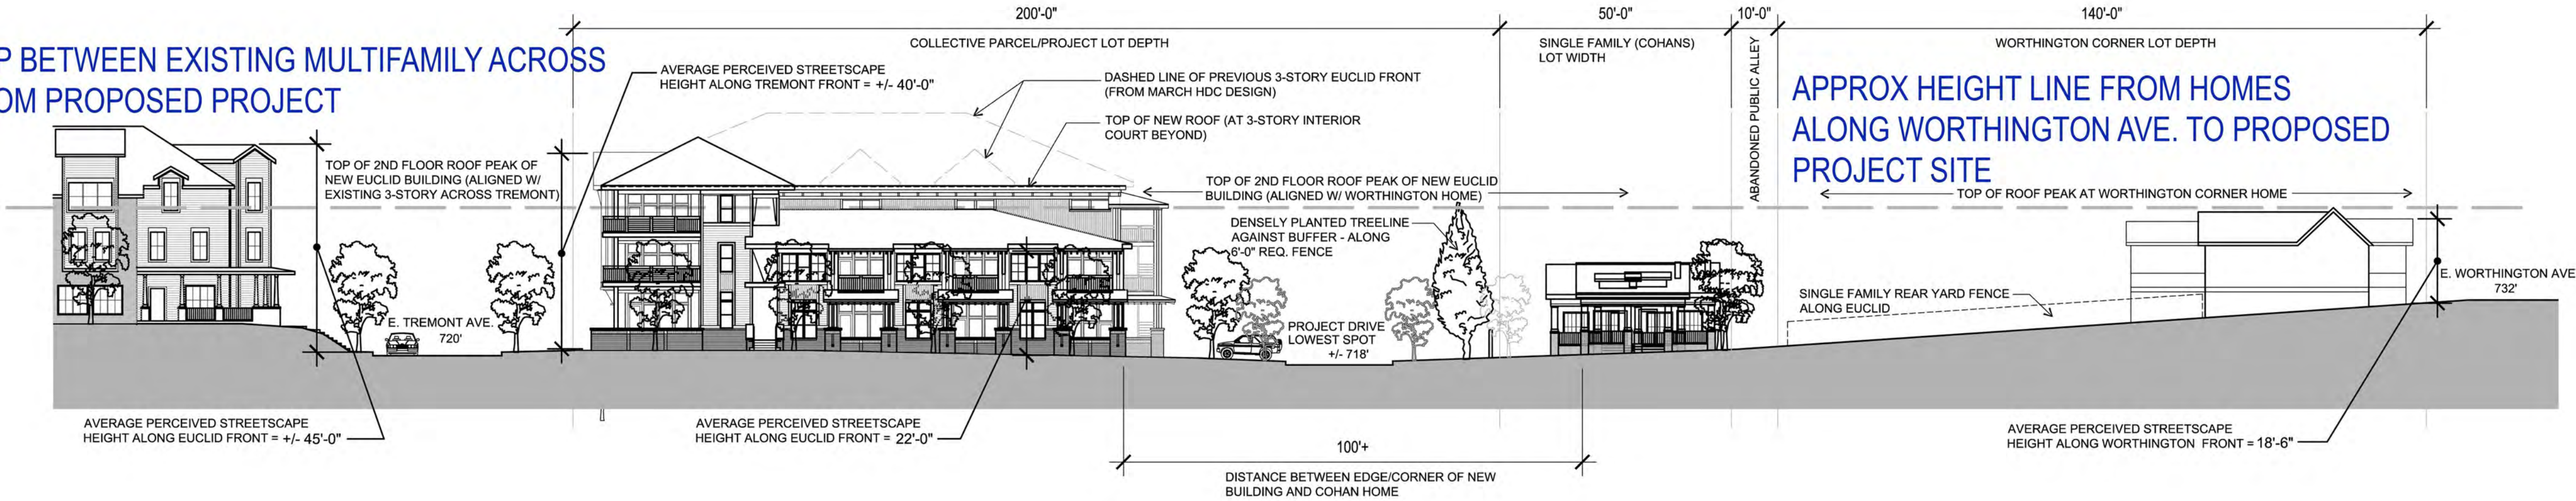 200'-0"
50'-0"
10'-0"
140'-0"
COLLECTIVE PARCEL/PROJECT LOT DEPTH
SINGLE FAMILY (COHANS)
LOT WIDTH
ABANDONED PUBLIC ALLEY
WORTHINGTON CORNER LOT DEPTH
P BETWEEN EXISTING MULTIFAMILY ACROSS
OM PROPOSED PROJECT
AVERAGE PERCEIVED STREETSCAPE
HEIGHT ALONG TREMONT FRONT = +/- 40'-0"
DASHED LINE OF PREVIOUS 3-STORY EUCLID FRONT
(FROM MARCH HDC DESIGN)
TOP OF NEW ROOF (AT 3-STORY INTERIOR
COURT BEYOND)
APPROX HEIGHT LINE FROM HOMES
ALONG WORTHINGTON AVE. TO PROPOSED
PROJECT SITE
TOP OF 2ND FLOOR ROOF PEAK OF
NEW EUCLID BUILDING (ALIGNED W/
EXISTING 3-STORY ACROSS TREMONT)
TOP OF 2ND FLOOR ROOF PEAK OF NEW EUCLID
BUILDING (ALIGNED W/ WORTHINGTON HOME)
TOP OF ROOF PEAK AT WORTHINGTON CORNER HOME
DENSELY PLANTED TREELINE
AGAINST BUFFER - ALONG
6'-0" REQ. FENCE
E. WORTHINGTON AVE
732'
SINGLE FAMILY REAR YARD FENCE
ALONG EUCLID
E. TREMONT AVE.
720'
PROJECT DRIVE
LOWEST SPOT
+/- 718'
AVERAGE PERCEIVED STREETSCAPE
HEIGHT ALONG EUCLID FRONT = +/- 45'-0"
AVERAGE PERCEIVED STREETSCAPE
HEIGHT ALONG EUCLID FRONT = 22'-0"
AVERAGE PERCEIVED STREETSCAPE
HEIGHT ALONG WORTHINGTON FRONT = 18'-6"
100'+
DISTANCE BETWEEN EDGE/CORNER OF NEW
BUILDING AND COHAN HOME